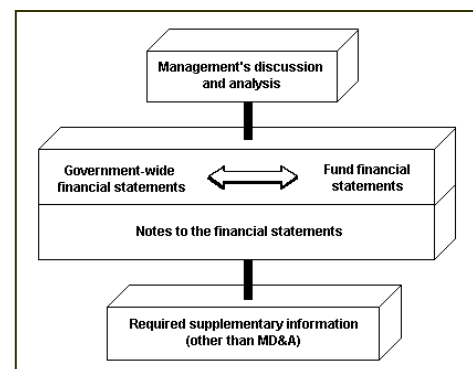 Management's discussion
and analysis
Government-wide
financial statements
Fund financial
statements
Notes to the financial statements
Required supplementary information
(other than MD&A)